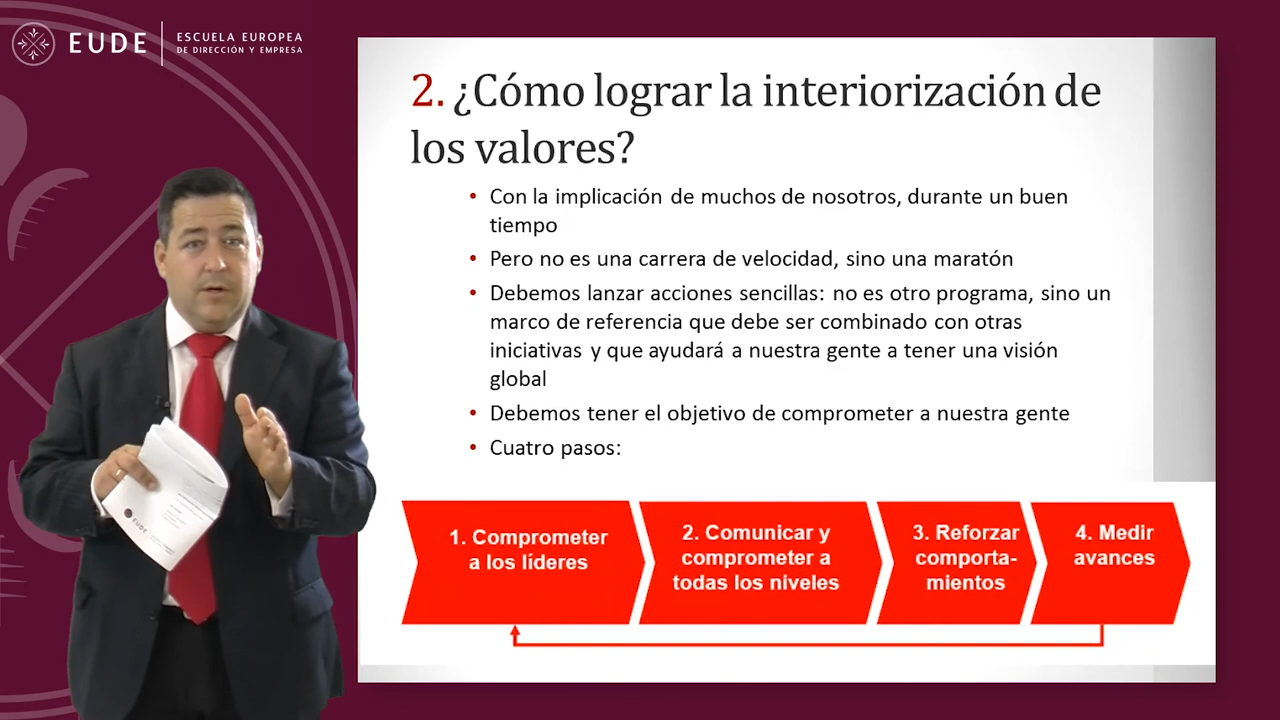 EUDE
ESCUELA EUROPEA
DE DIRECCIÓN Y EMPRESA
2. ¿Cómo lograr la interiorización de
los valores?
• Con la implicación de muchos de nosotros, durante un buen
tiempo
• Pero no es una carrera de velocidad, sino una maratón
• Debemos lanzar acciones sencillas: no es otro programa, sino un
marco de referencia que debe ser combinado con otras
iniciativas y que ayudará a nuestra gente a tener una visión
global
• Debemos tener el objetivo de comprometer a nuestra gente
• Cuatro pasos:
1. Comprometer
a los líderes
2. Comunicar y
comprometer a
todas los niveles
3. Reforzar
comporta-
mientos
4. Medir
avances
EUDE